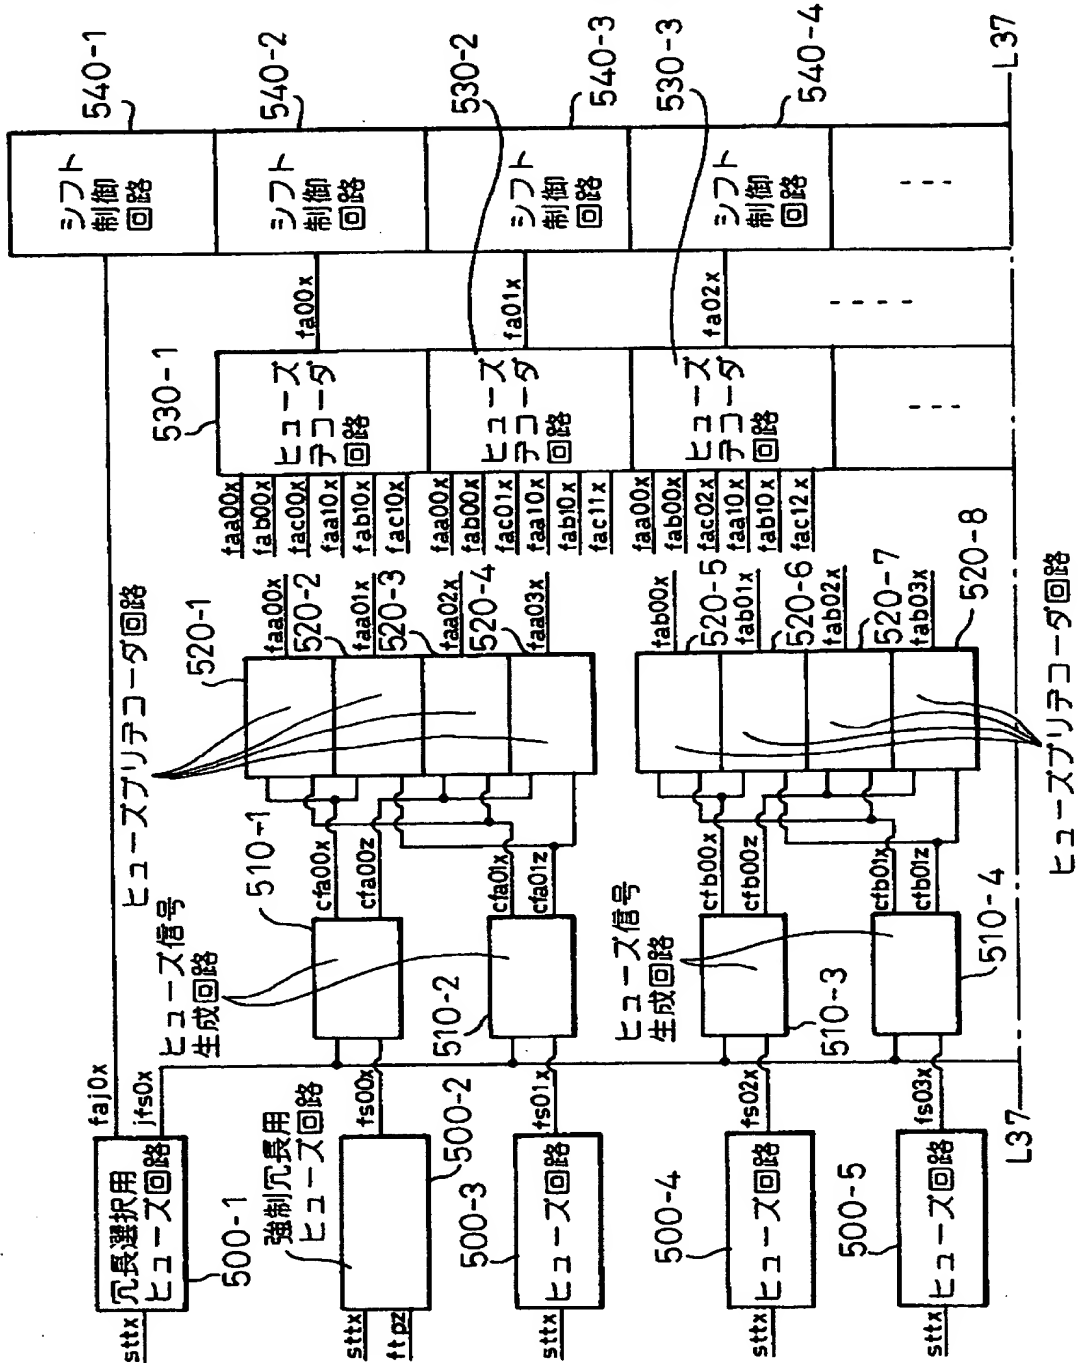 sttx
冗長選択用
ヒューズ回路
500-1
faj0x
jfs0x
sttx
ftpz
強制冗長用
ヒューズ回路
500-2
fs00x
sttx
ヒューズ回路
500-3
fs01x
sttx
ヒューズ回路
500-4
fs02x
sttx
ヒューズ回路
500-5
fs03x
ヒューズ信号
生成回路
510-1
510-2
ヒューズ信号
生成回路
510-3
510-4
cfa00x
cfa00z
cfa01x
cfa01z
cfb00x
cfb00z
cfb01x
cfb01z
ヒューズプリデコーダ回路
520-1
faa00x
520-2
faa01x
520-3
faa02x
520-4
faa03x
fab00x
520-5
fab01x
520-6
fab02x
520-7
fab03x
520-8
ヒューズプリデコーダ回路
530-1
faa00x
fab00x
fac00x
faa10x
fab10x
fac10x
ヒューズ
デコーダ
回路
faa00x
fab00x
fac01x
faa10x
fab10x
fac11x
ヒューズ
デコーダ
回路
530-2
faa00x
fab00x
fac02x
faa10x
fab10x
fac12x
ヒューズ
デコーダ
回路
530-3
fa00x
fa01x
fa02x
シフト
制御
回路
540-1
シフト
制御
回路
540-2
シフト
制御
回路
540-3
シフト
制御
回路
540-4
L37
L37